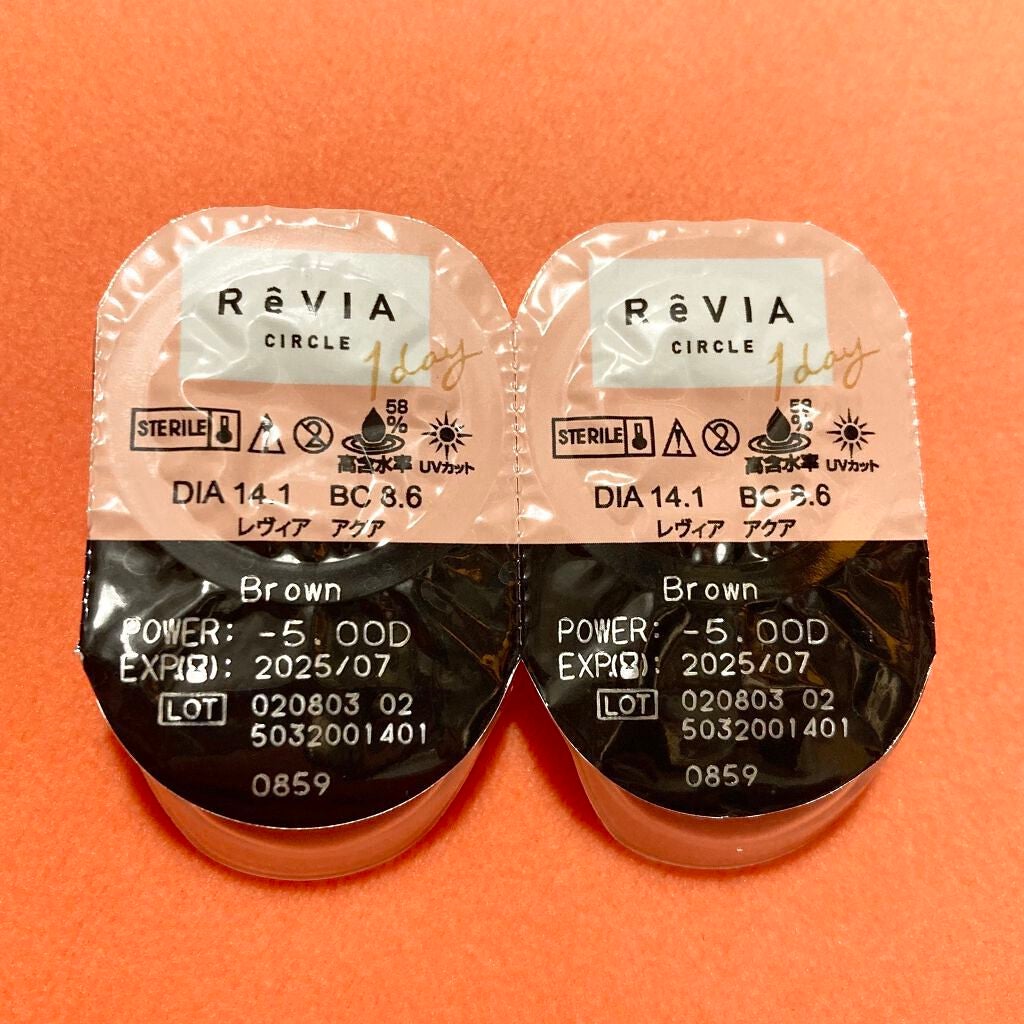 RêVIA
CIRCLE
1day
STERILE
58
%
高含水率 UVカット
DIA 14.1 BC 8.6
レヴィア アクア
Brown
POWER: -5.00D
EXP(): 2025/07
LOT 020803 02
5032001401
0859
RêVIA
CIRCLE
1day
STERILE
2
58
%
高含水率 UVカット
DIA 14.1 BC 8.6
レヴィア アクア
Brown
POWER: -5.00D
EXP(): 2025/07
LOT 020803 02
5032001401
0859